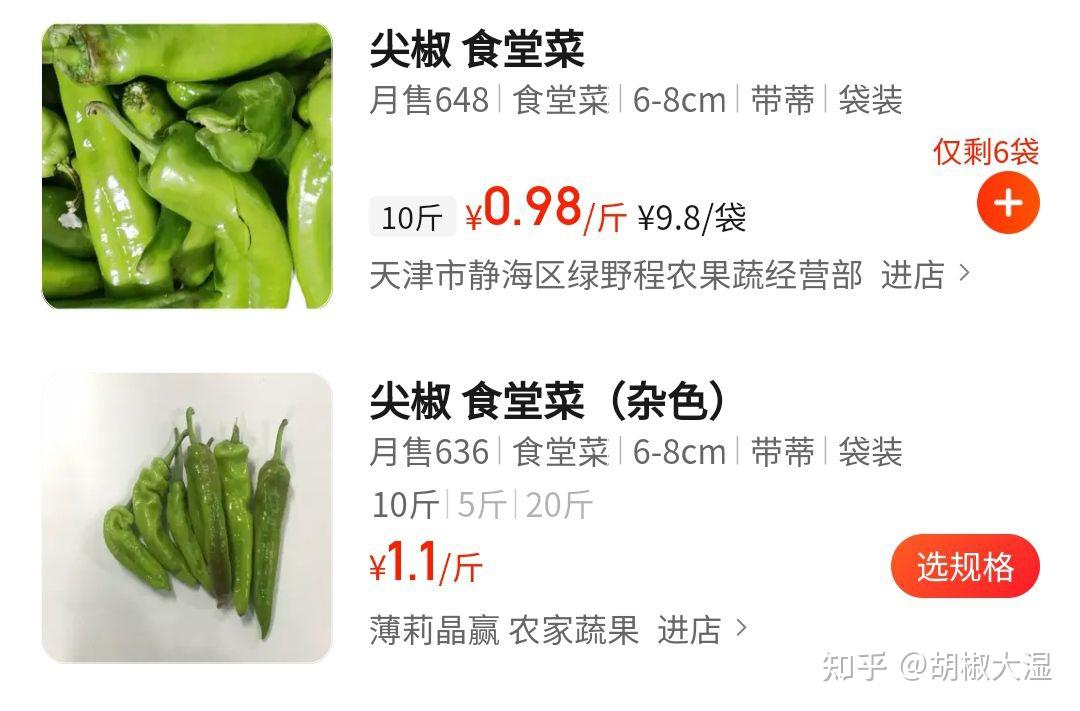 尖椒 食堂菜
月售648 | 食堂菜 | 6-8cm | 带蒂 | 袋装
仅剩6袋
10斤 ¥0.98/斤 ¥9.8/袋
天津市静海区绿野程农果蔬经营部 进店 >
尖椒 食堂菜（杂色）
月售636 | 食堂菜 | 6-8cm | 带蒂 | 袋装
10斤 | 5斤 | 20斤
¥1.1/斤
选规格
薄莉晶赢 农家蔬果 进店 >
知乎 @胡椒大湿